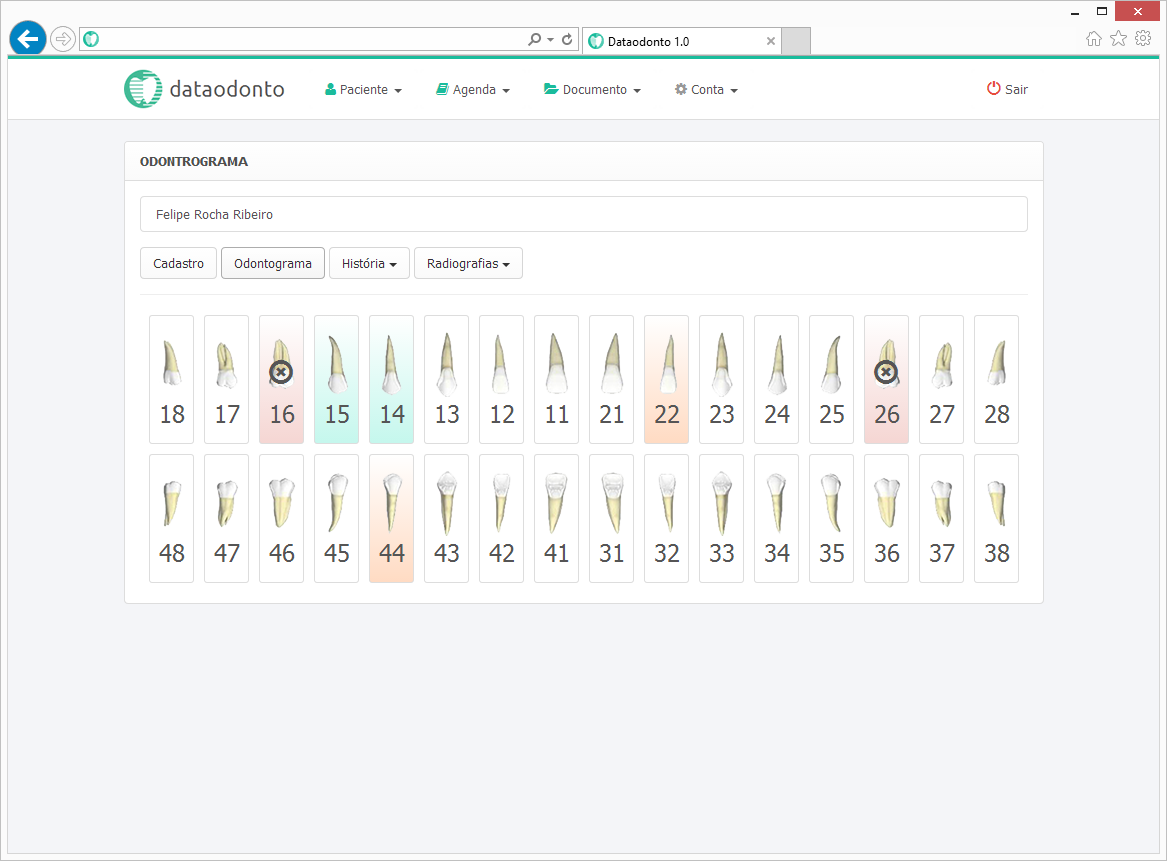 Dataodonto 1.0
dataodonto Paciente Agenda Documento Conta Sair
ODONTROGRAMA
Felipe Rocha Ribeiro
Cadastro Odontograma História Radiografias
18 17 16 15 14 13 12 11 21 22 23 24 25 26 27 28
48 47 46 45 44 43 42 41 31 32 33 34 35 36 37 38